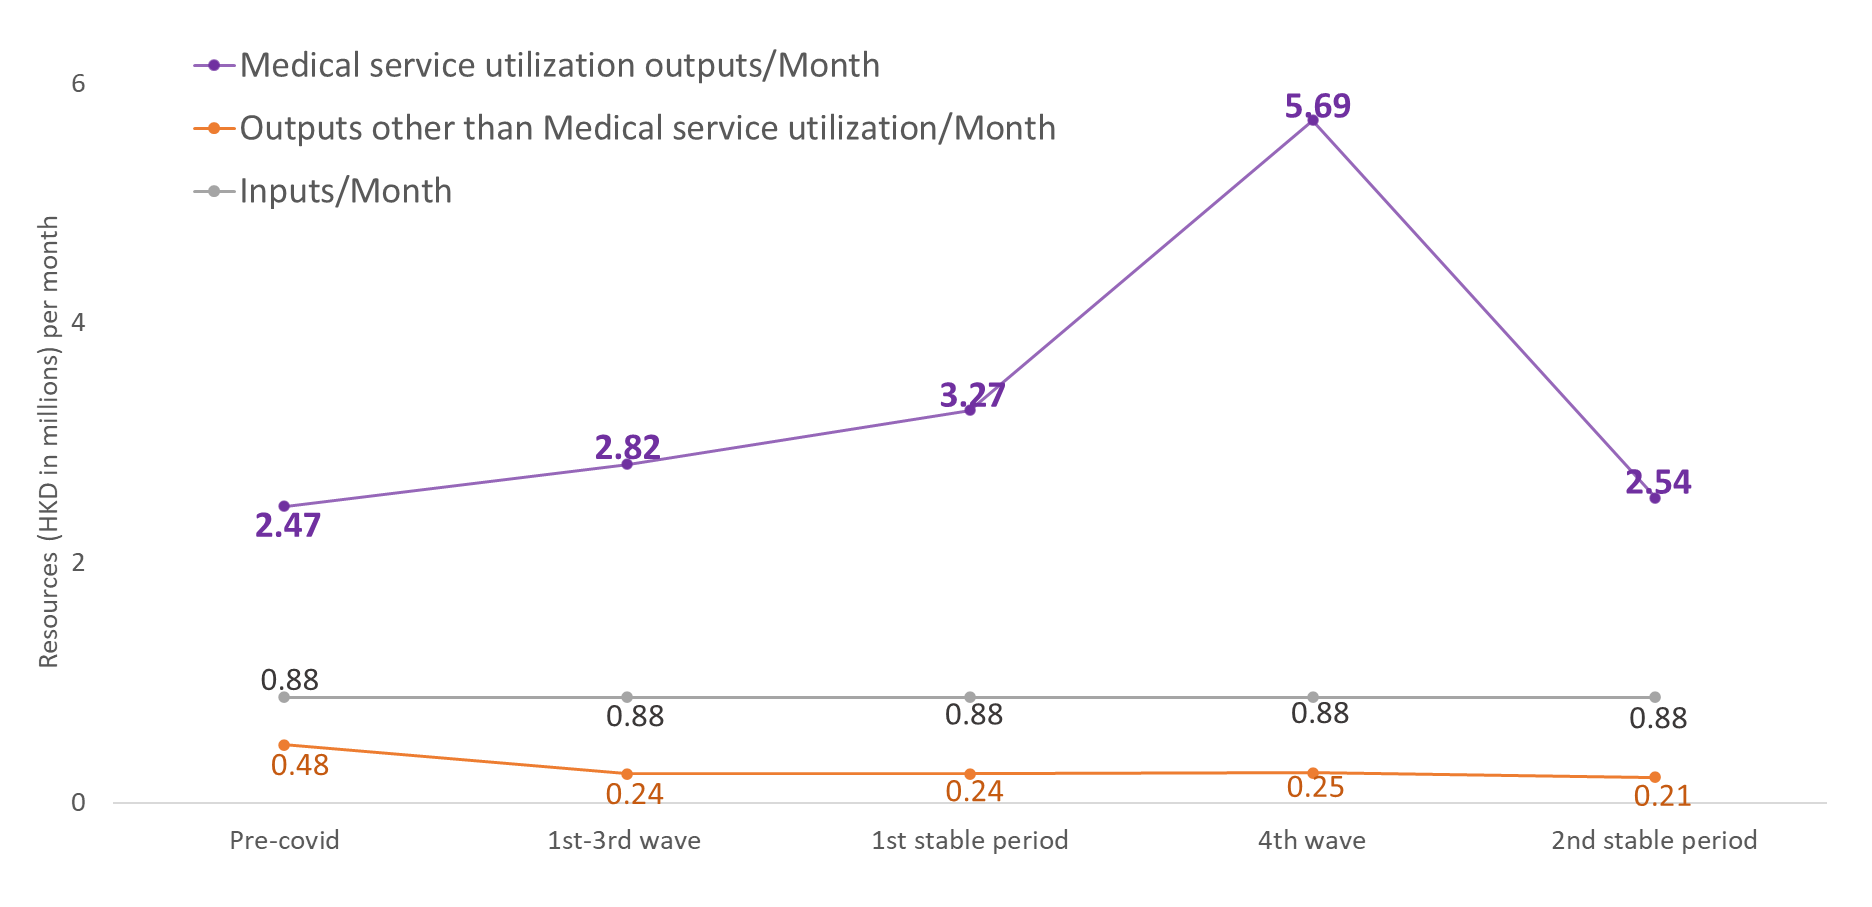 Medical service utilization outputs/Month
Outputs other than Medical service utilization/Month
Inputs/Month
Resources (HKD in millions) per month
6
4
2
0
2.47
2.82
3.27
5.69
2.54
0.88
0.88
0.88
0.88
0.88
0.48
0.24
0.24
0.25
0.21
Pre-covid
1st-3rd wave
1st stable period
4th wave
2nd stable period